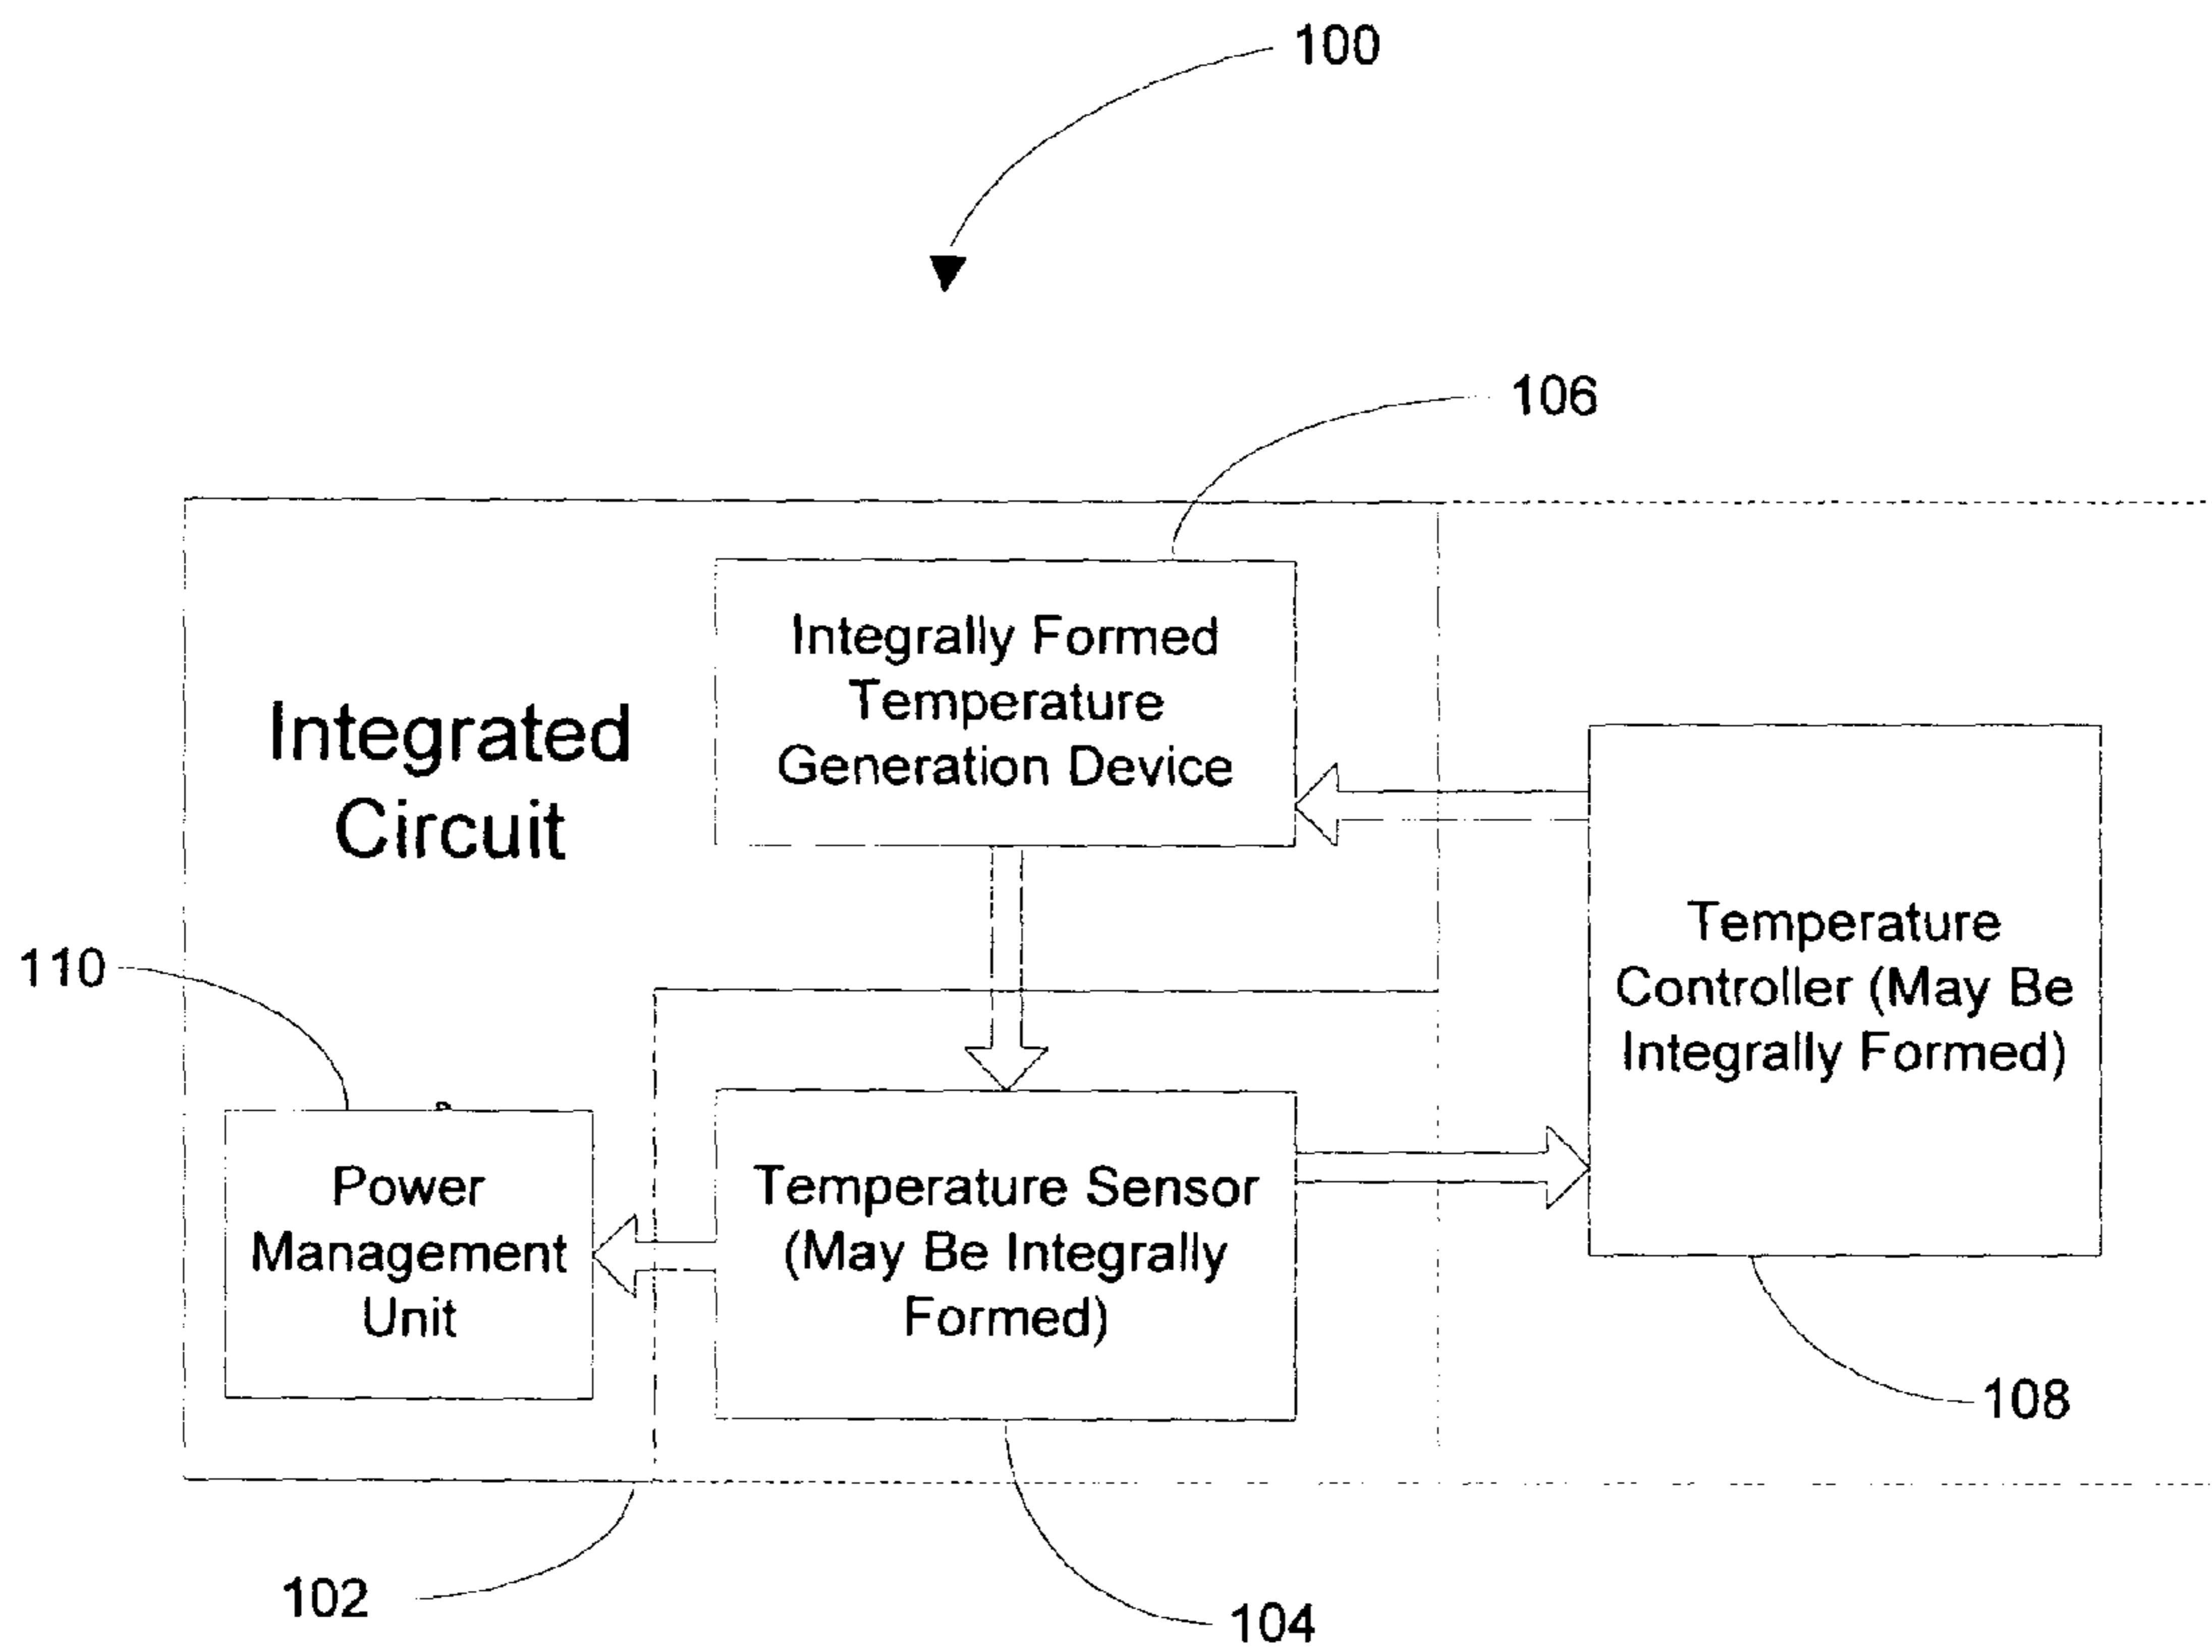 100
106
Integrally Formed
Temperature
Generation Device
Integrated
Circuit
Temperature
Controller (May Be
Integrally Formed)
110
Power
Management
Unit
Temperature Sensor
(May Be Integrally
Formed)
108
102
104